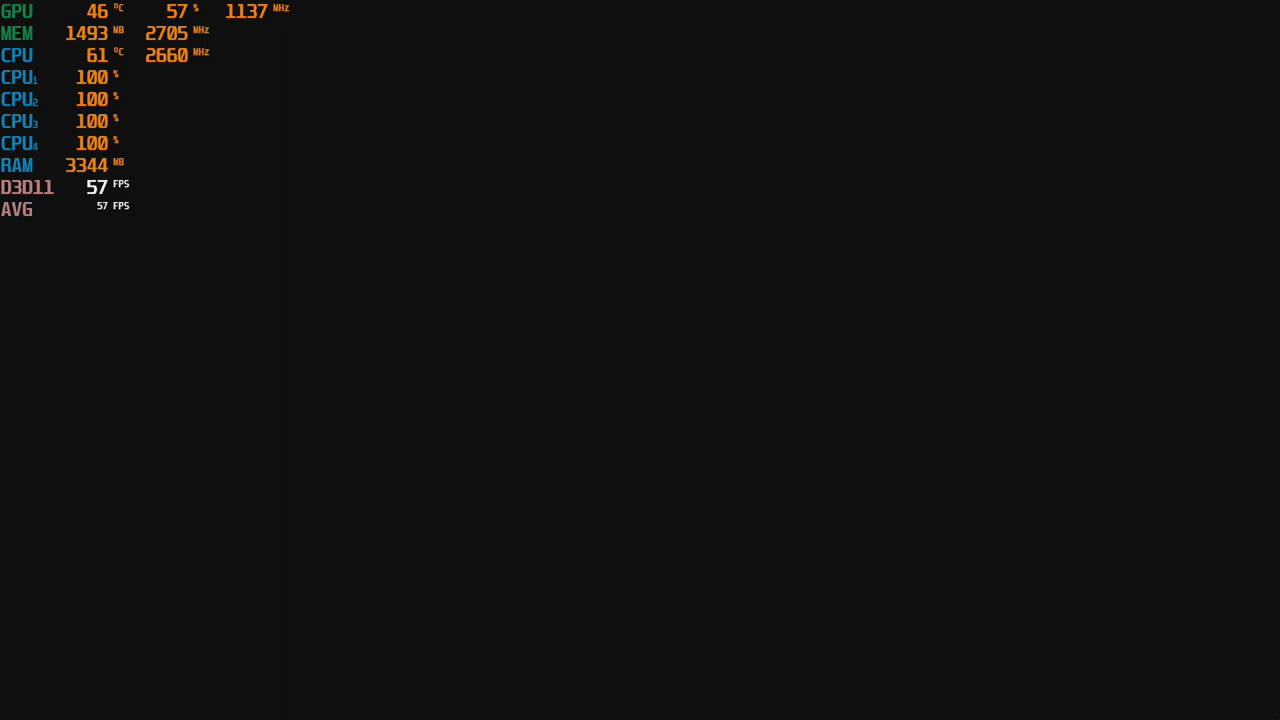 GPU 46 °C 57 % 1137 MHz
MEM 1493 MB 2705 MHz
CPU 61 °C 2660 MHz
CPU1 100 %
CPU2 100 %
CPU3 100 %
CPU4 100 %
RAM 3344 MB
D3D11 57 FPS
AVG 57 FPS